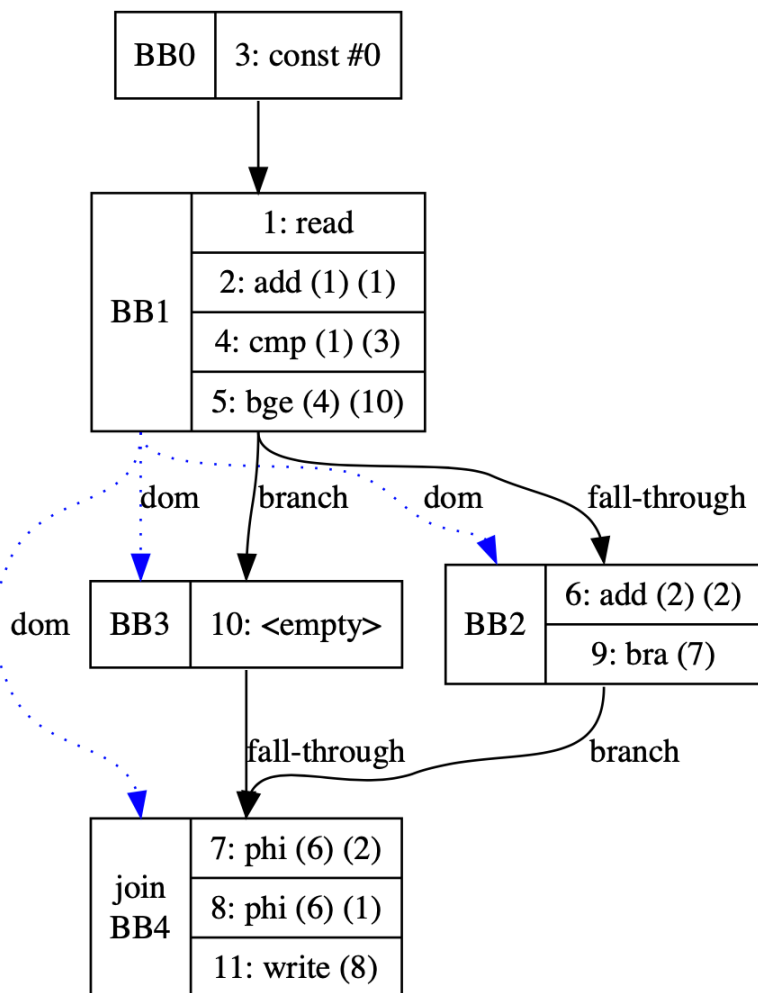 BB0
3: const #0
BB1
1: read
2: add (1) (1)
4: cmp (1) (3)
5: bge (4) (10)
dom
branch
dom
fall-through
dom
BB3
10: <empty>
BB2
6: add (2) (2)
9: bra (7)
fall-through
branch
join
BB4
7: phi (6) (2)
8: phi (6) (1)
11: write (8)